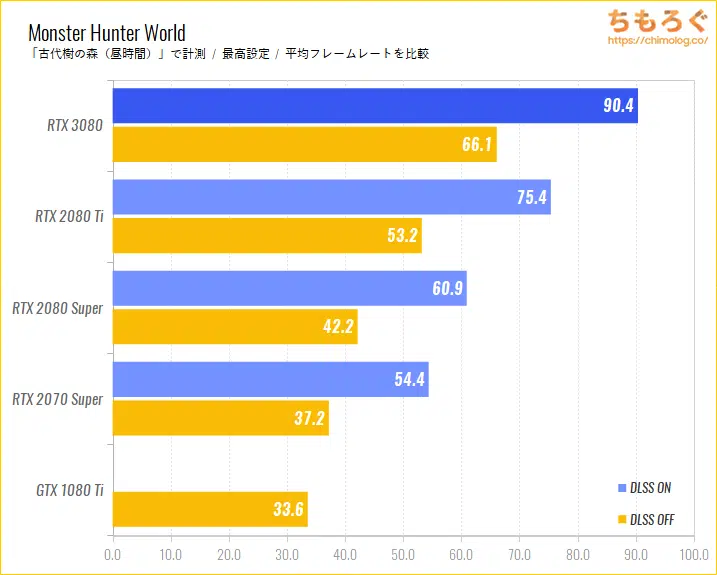 ちもろぐ
https://chimolog.co/
Monster Hunter World
「古代樹の森（昼時間）」で計測 / 最高設定 / 平均フレームレートを比較
RTX 3080
90.4
66.1
RTX 2080 Ti
75.4
53.2
RTX 2080 Super
60.9
42.2
RTX 2070 Super
54.4
37.2
GTX 1080 Ti
33.6
DLSS ON
DLSS OFF
0.0 10.0 20.0 30.0 40.0 50.0 60.0 70.0 80.0 90.0 100.0